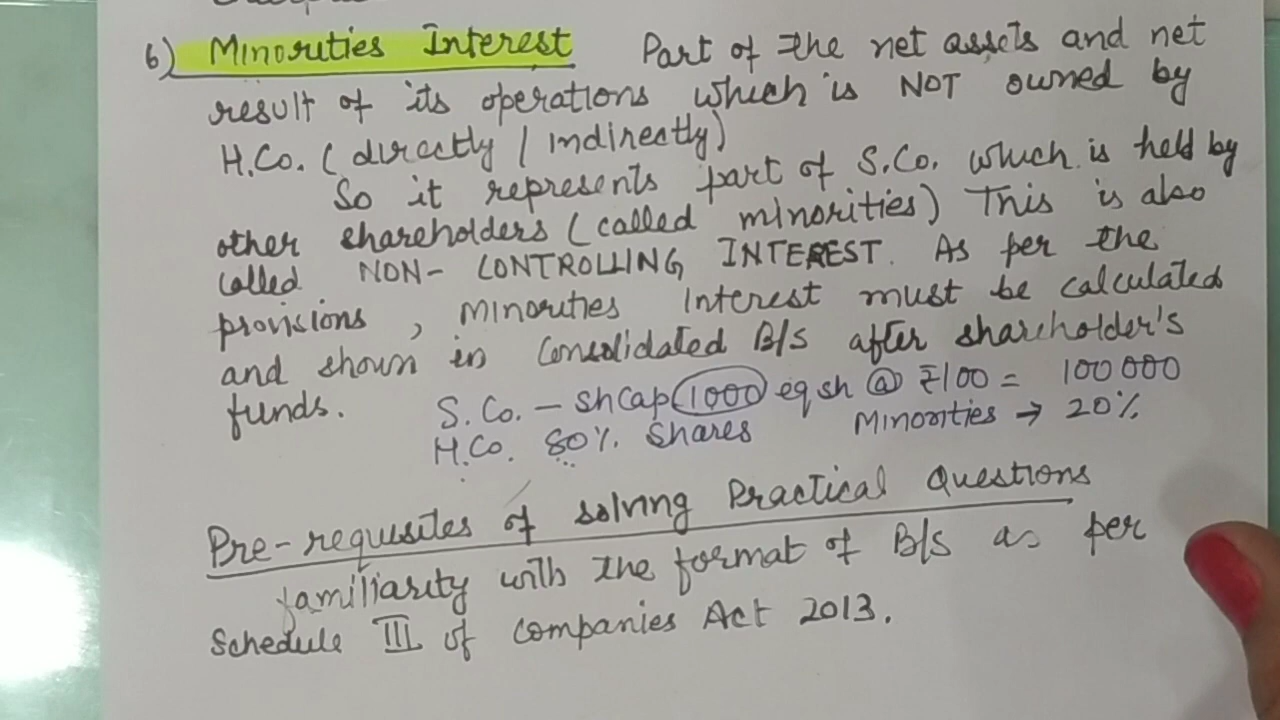 6) Minorities Interest Part of the net assets and net
result of its operations which is NOT owned by
H.Co. (directly / indirectly)
So it represents part of S.Co. which is held by
other shareholders (called minorities) This is also
called NON-CONTROLLING INTEREST. As per the
provisions, Minorities Interest must be calculated
and shown in Consolidated B/S after shareholder's
funds.
S. Co. - sh Cap 1000 eq sh @ ₹100 = 100000
H.Co. 80% shares Minorities → 20%
Pre-requisites of solving Practical Questions
familiarity with the format of B/S as per
Schedule III of Companies Act 2013.